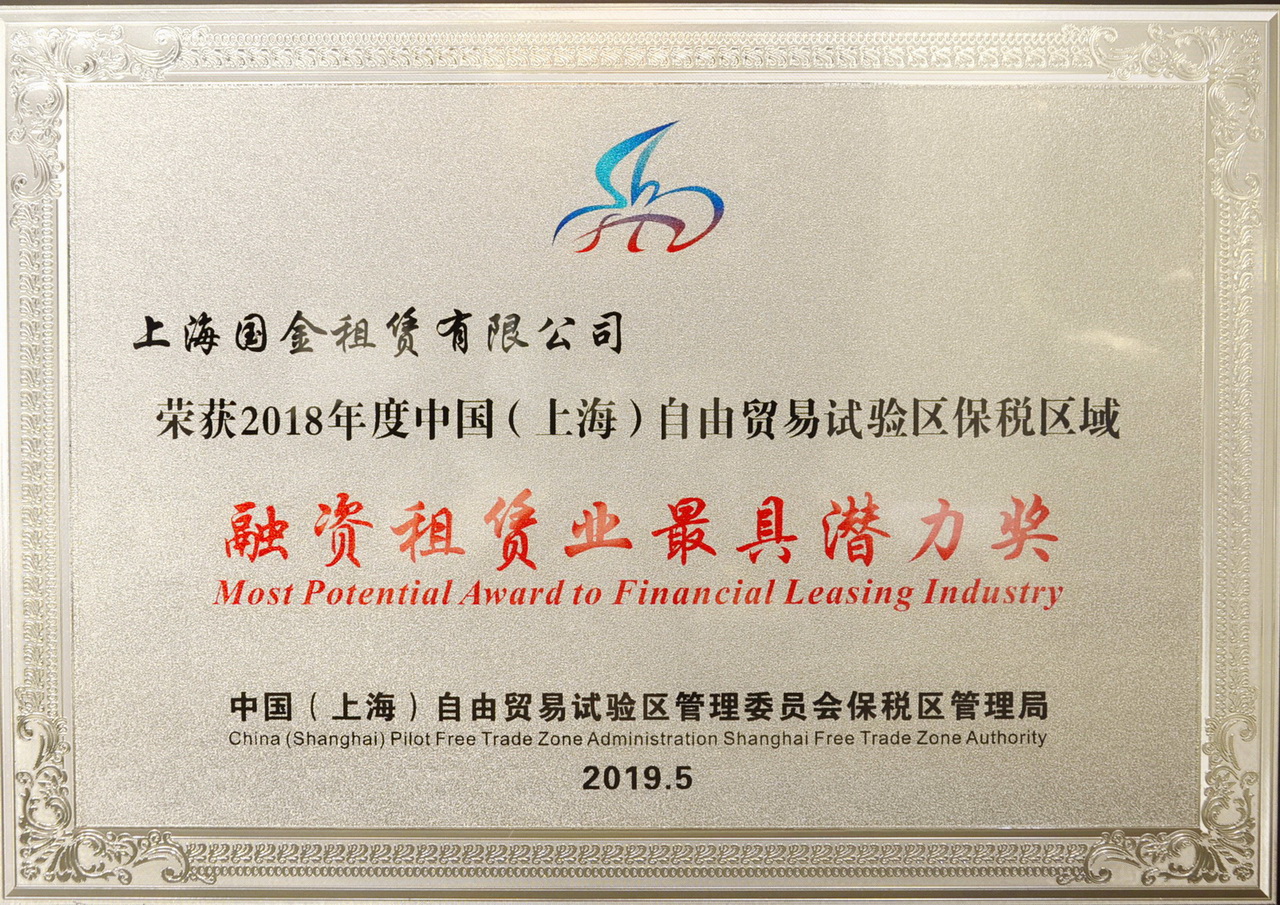 上海国金租赁有限公司
荣获2018年度中国（上海）自由贸易试验区保税区域
融资租赁业最具潜力奖
Most Potential Award to Financial Leasing Industry
中国（上海）自由贸易试验区管理委员会保税区管理局
China (Shanghai) Pilot Free Trade Zone Administration Shanghai Free Trade Zone Authority
2019.5